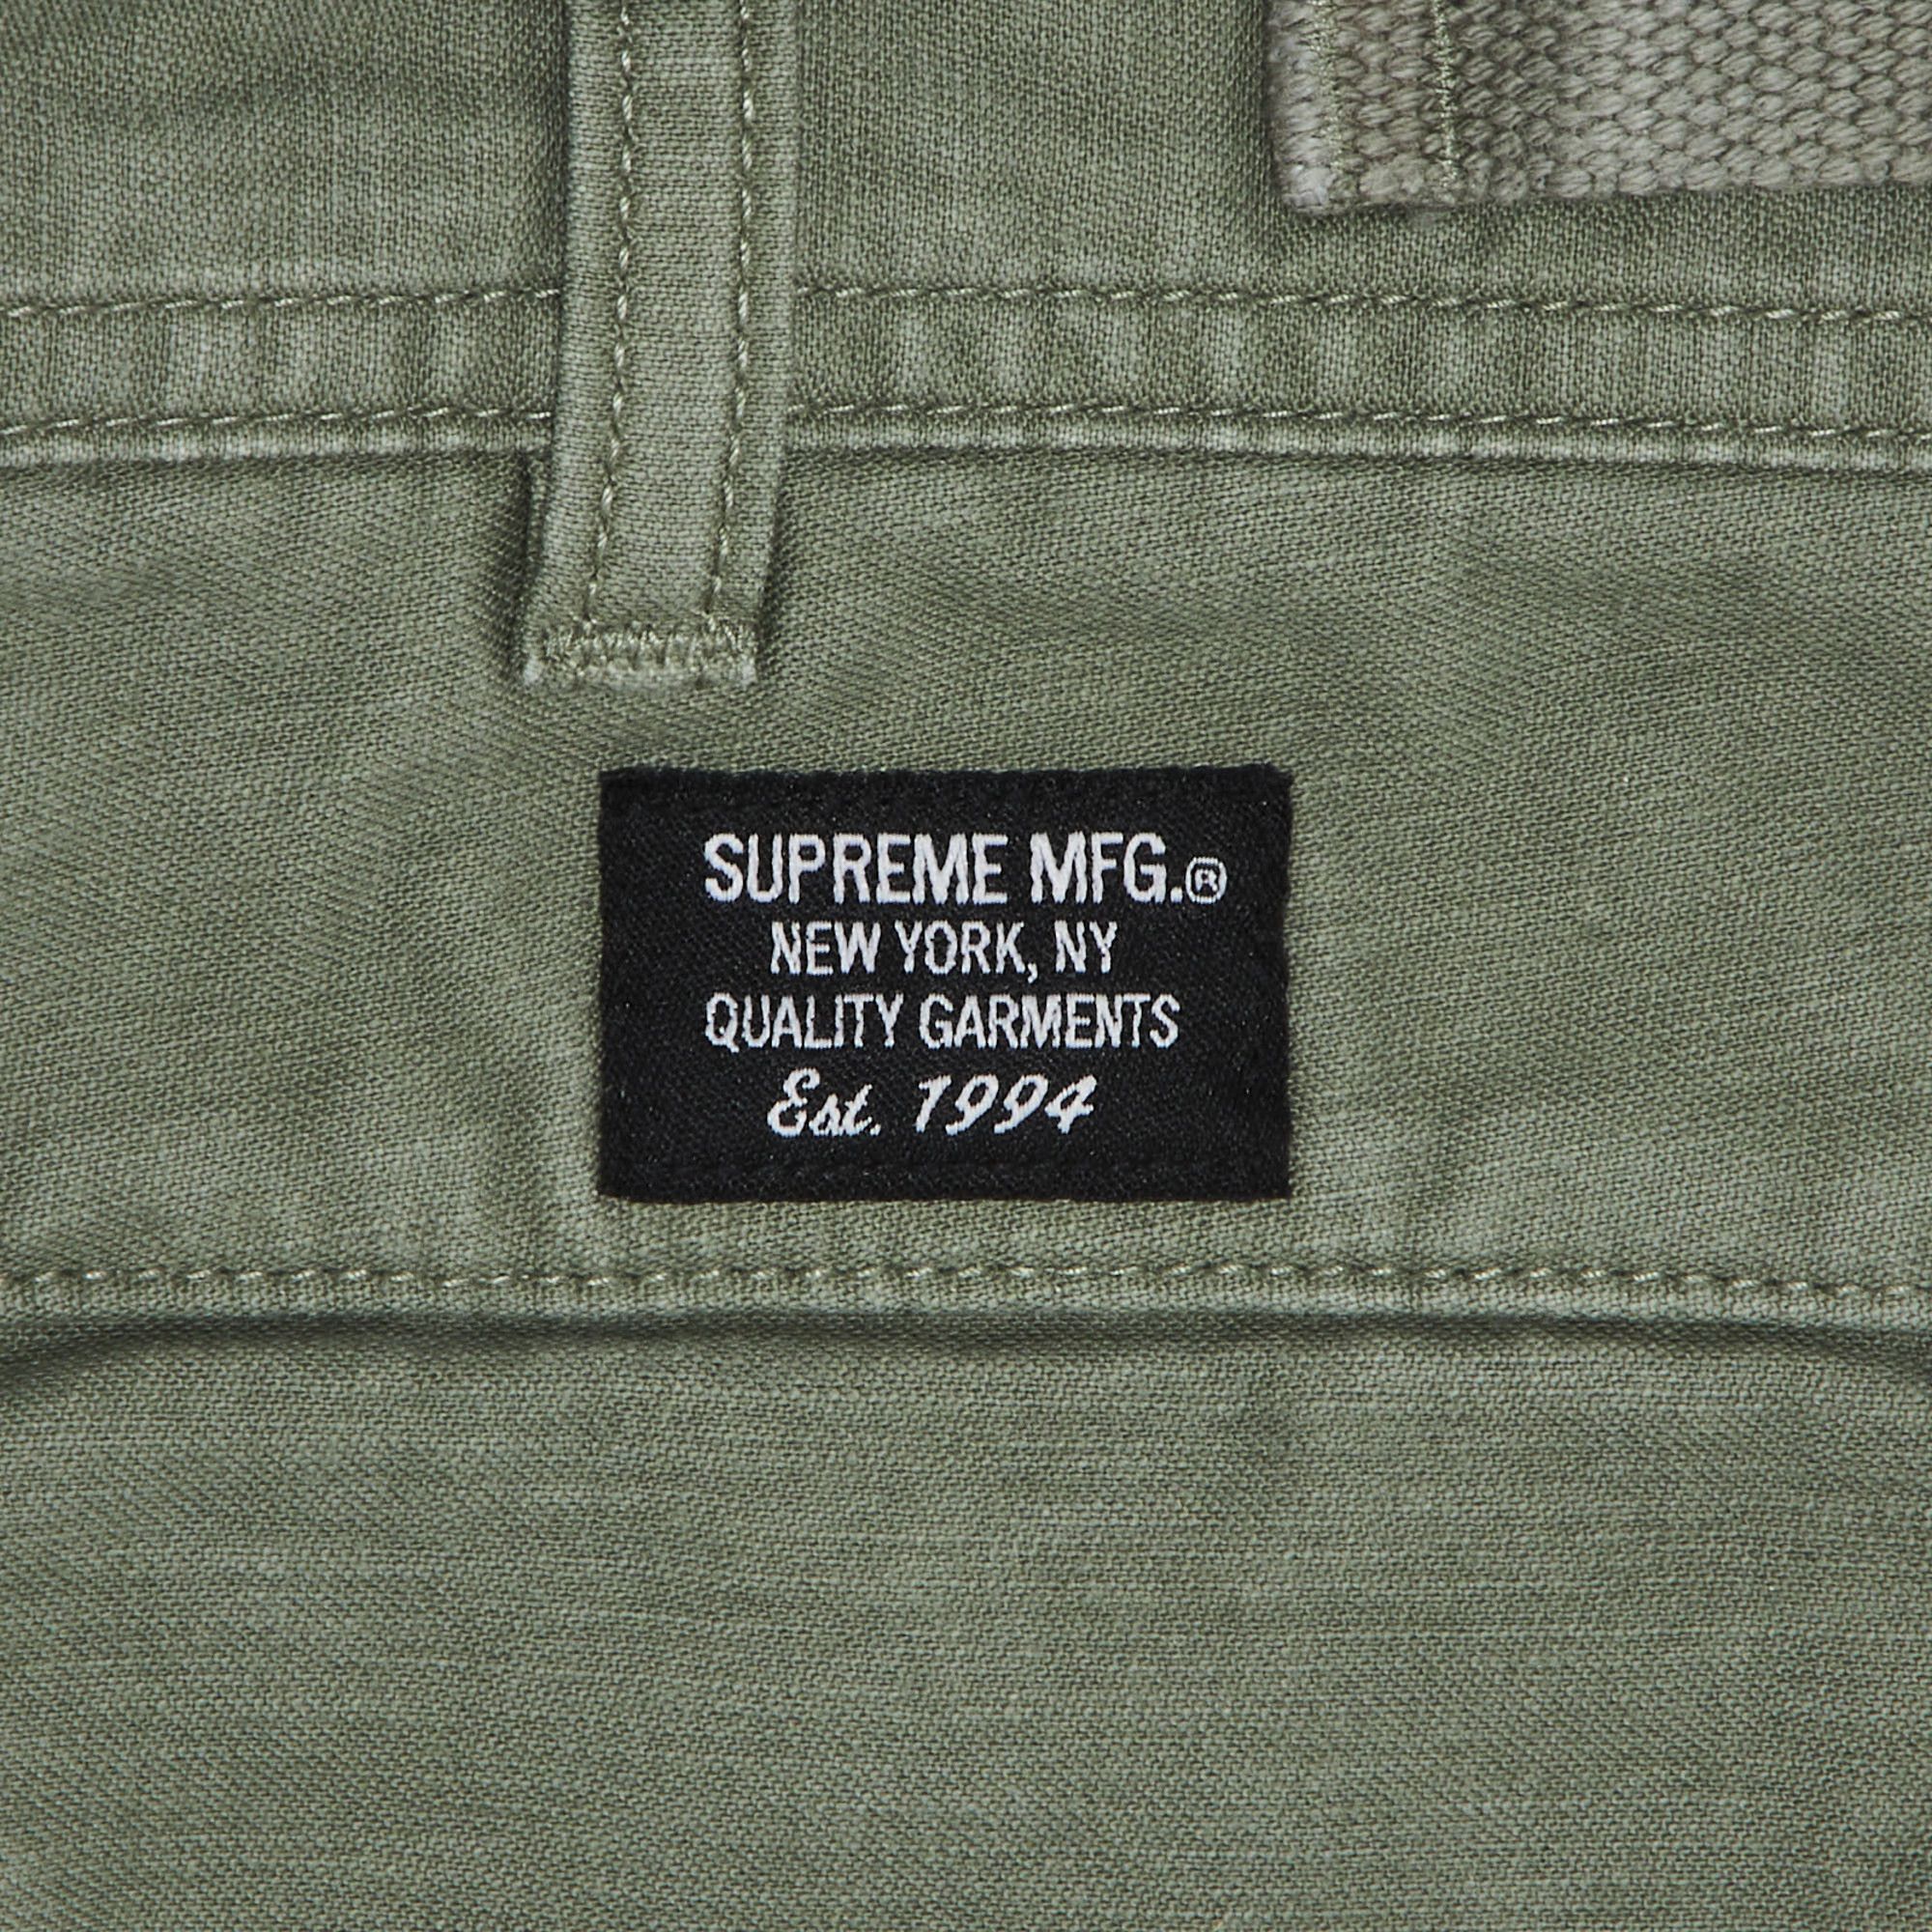 SUPREME MFG.®
NEW YORK, NY
QUALITY GARMENTS
Est. 1994